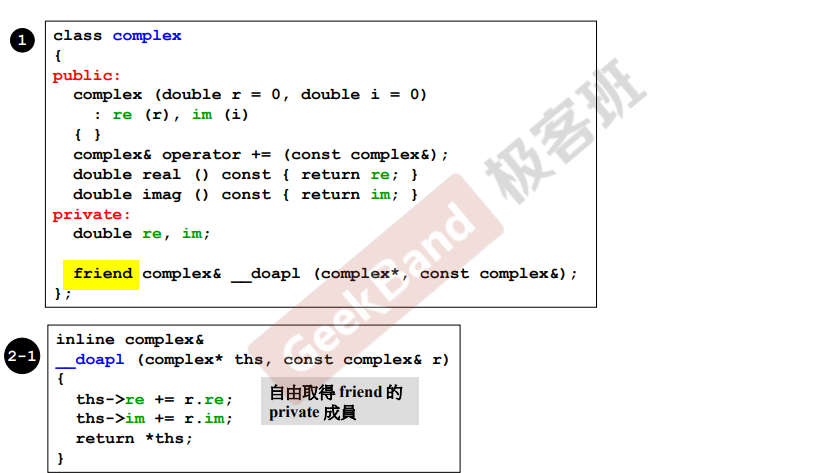 1
class complex
{
public:
complex (double r = 0, double i = 0)
: re (r), im (i)
{ }
complex& operator += (const complex&);
double real () const { return re; }
double imag () const { return im; }
private:
double re, im;
friend complex& __doapl (complex*, const complex&);
};
GeekBand 极客班
2-1
inline complex&
__doapl (complex* ths, const complex& r)
{
ths->re += r.re;
ths->im += r.im;
return *ths;
}
自由取得 friend 的
private 成員